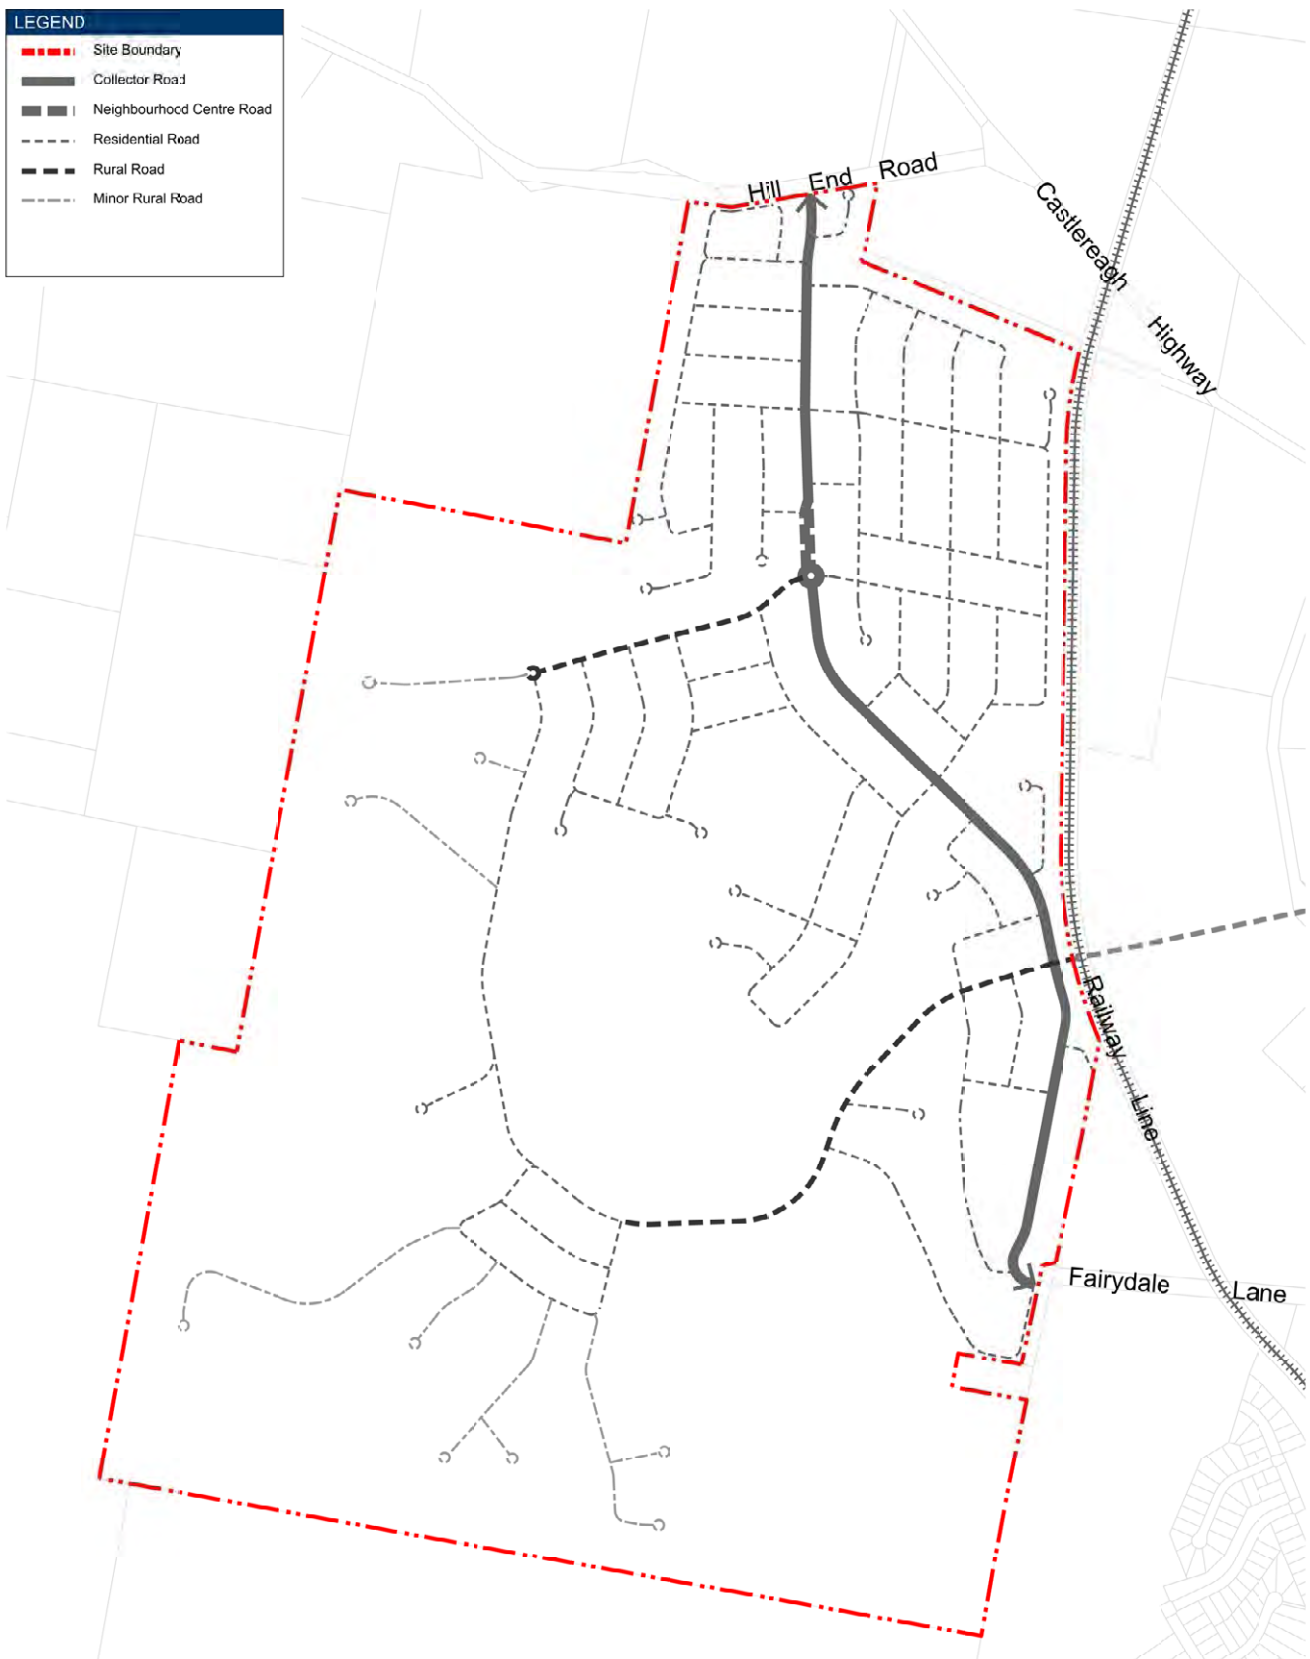 LEGEND
Site Boundary
Collector Road
Neighbourhood Centre Road
Residential Road
Rural Road
Minor Rural Road
Hill End Road
Castlereagh Highway
Railway Line
Fairydale Lane